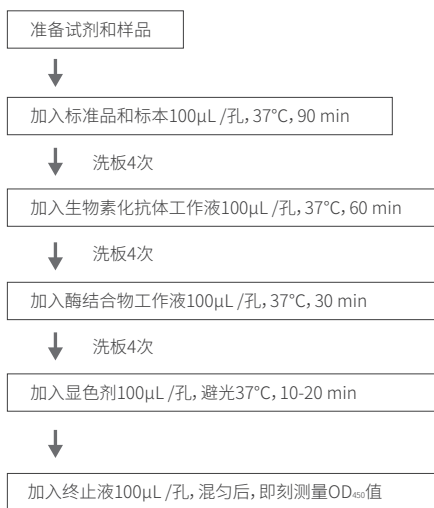 准备试剂和样品
加入标准品和标本100μL /孔, 37°C, 90 min
洗板4次
加入生物素化抗体工作液100μL /孔, 37°C, 60 min
洗板4次
加入酶结合物工作液100μL /孔, 37°C, 30 min
洗板4次
加入显色剂100μL /孔, 避光37°C, 10-20 min
加入终止液100μL /孔, 混匀后, 即刻测量OD₄₅₀值